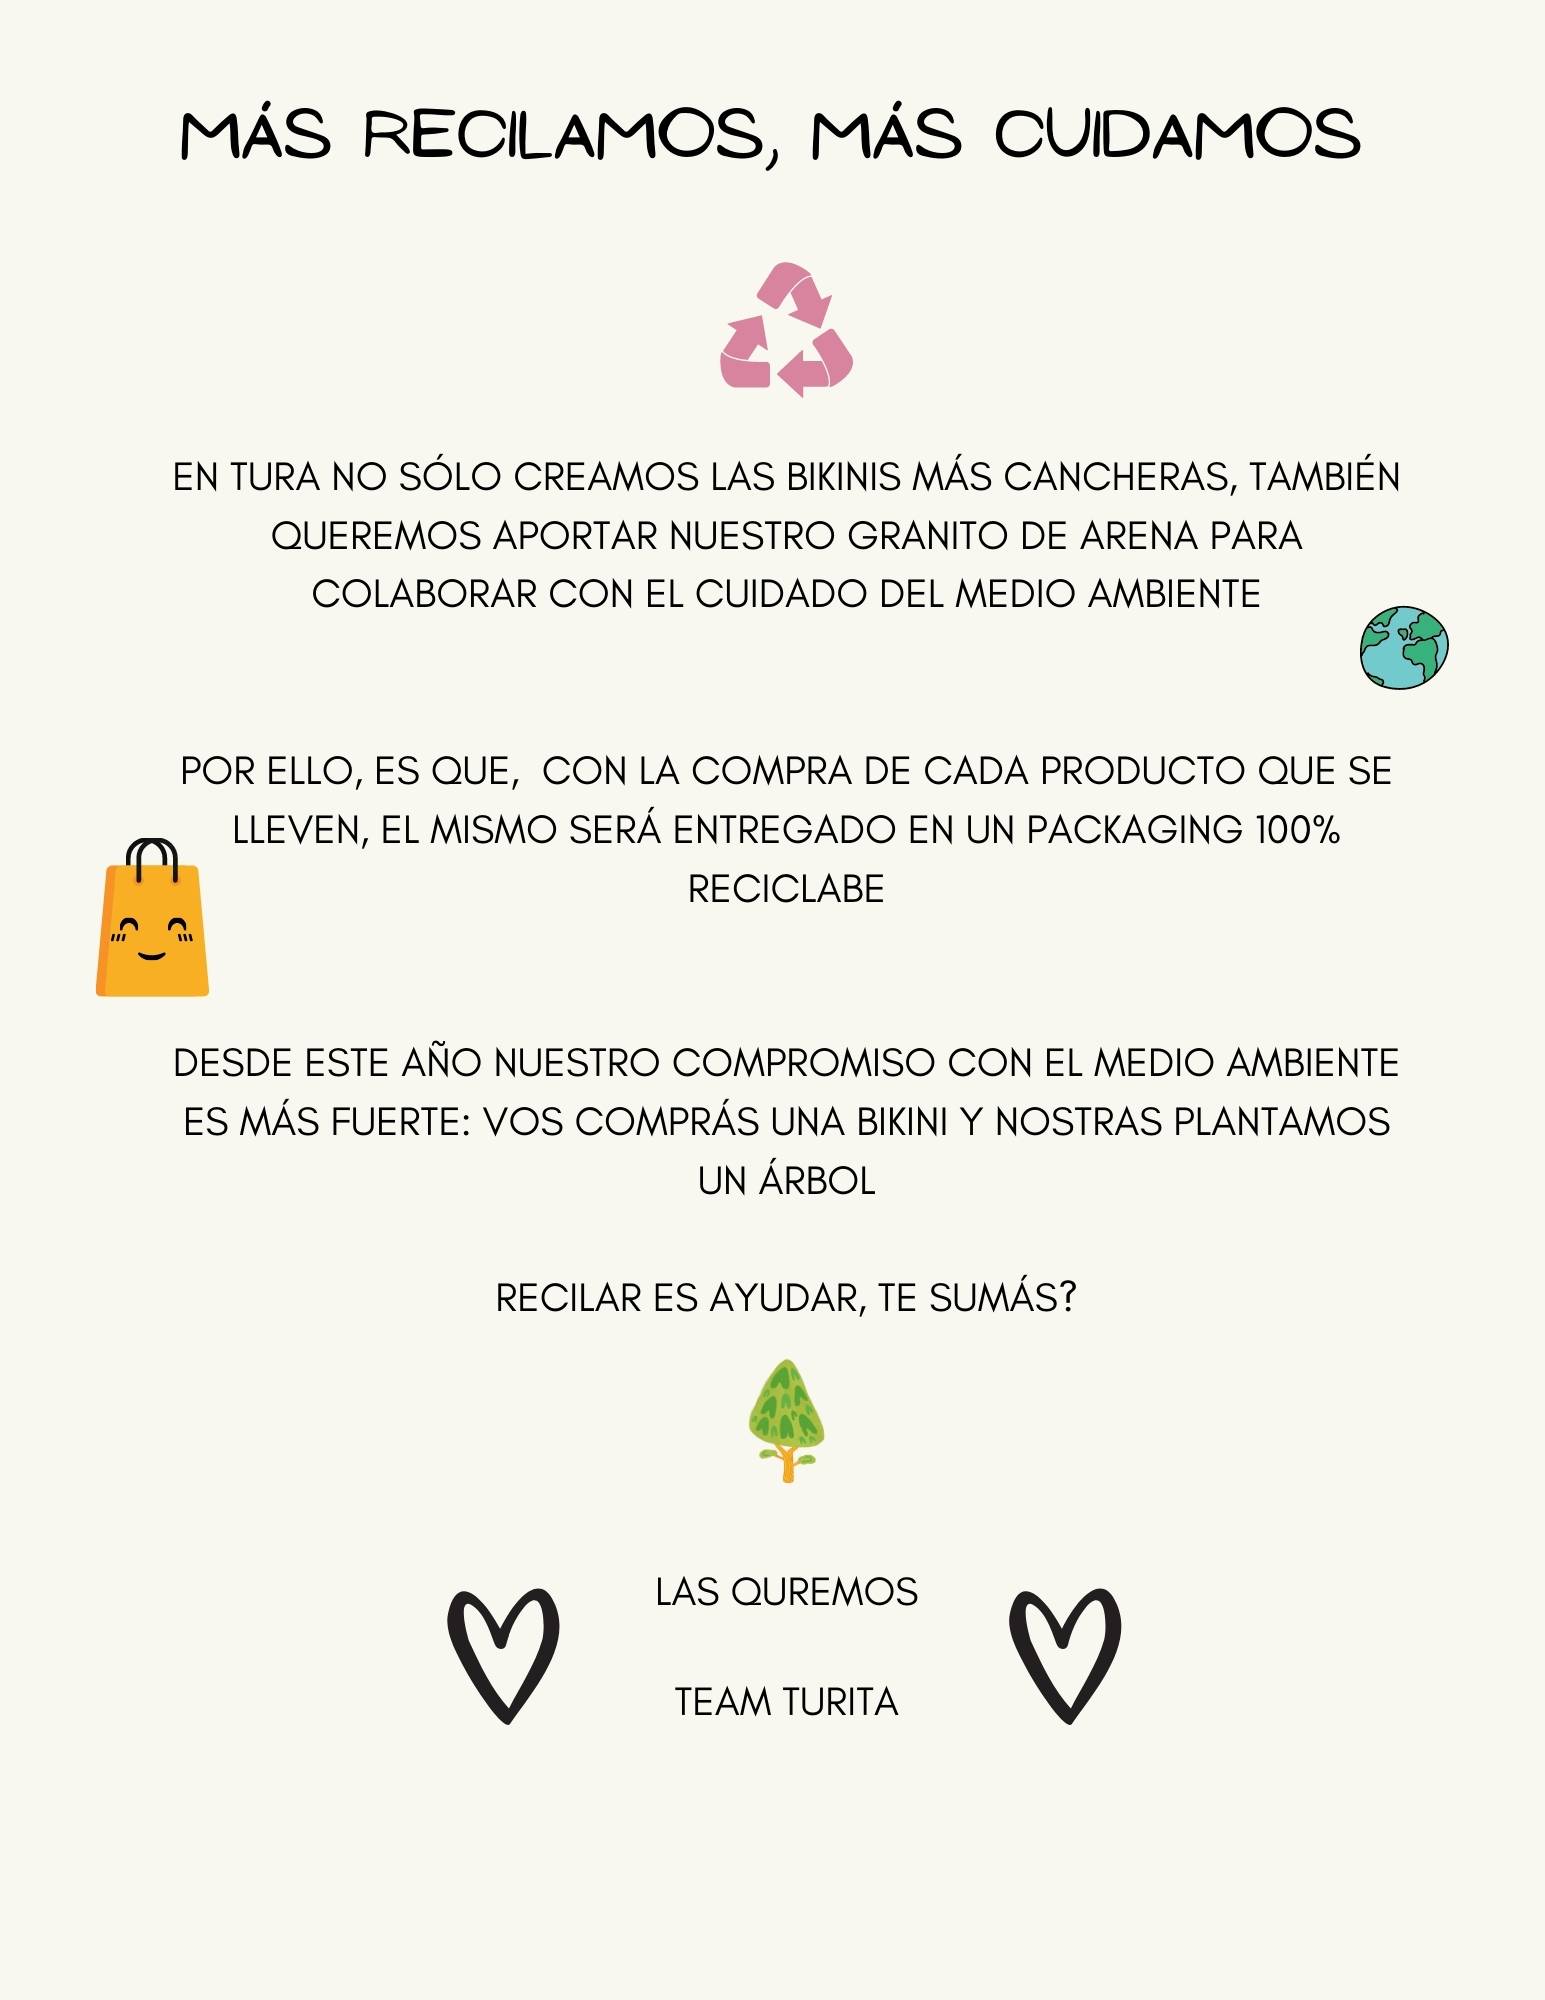 MÁS RECILAMOS, MÁS CUIDAMOS
EN TURA NO SÓLO CREAMOS LAS BIKINIS MÁS CANCHERAS, TAMBIÉN
QUEREMOS APORTAR NUESTRO GRANITO DE ARENA PARA
COLABORAR CON EL CUIDADO DEL MEDIO AMBIENTE
POR ELLO, ES QUE, CON LA COMPRA DE CADA PRODUCTO QUE SE
LLEVEN, EL MISMO SERÁ ENTREGADO EN UN PACKAGING 100%
RECICLABE
DESDE ESTE AÑO NUESTRO COMPROMISO CON EL MEDIO AMBIENTE
ES MÁS FUERTE: VOS COMPRÁS UNA BIKINI Y NOSTRAS PLANTAMOS
UN ÁRBOL
RECILAR ES AYUDAR, TE SUMÁS?
LAS QUREMOS
TEAM TURITA